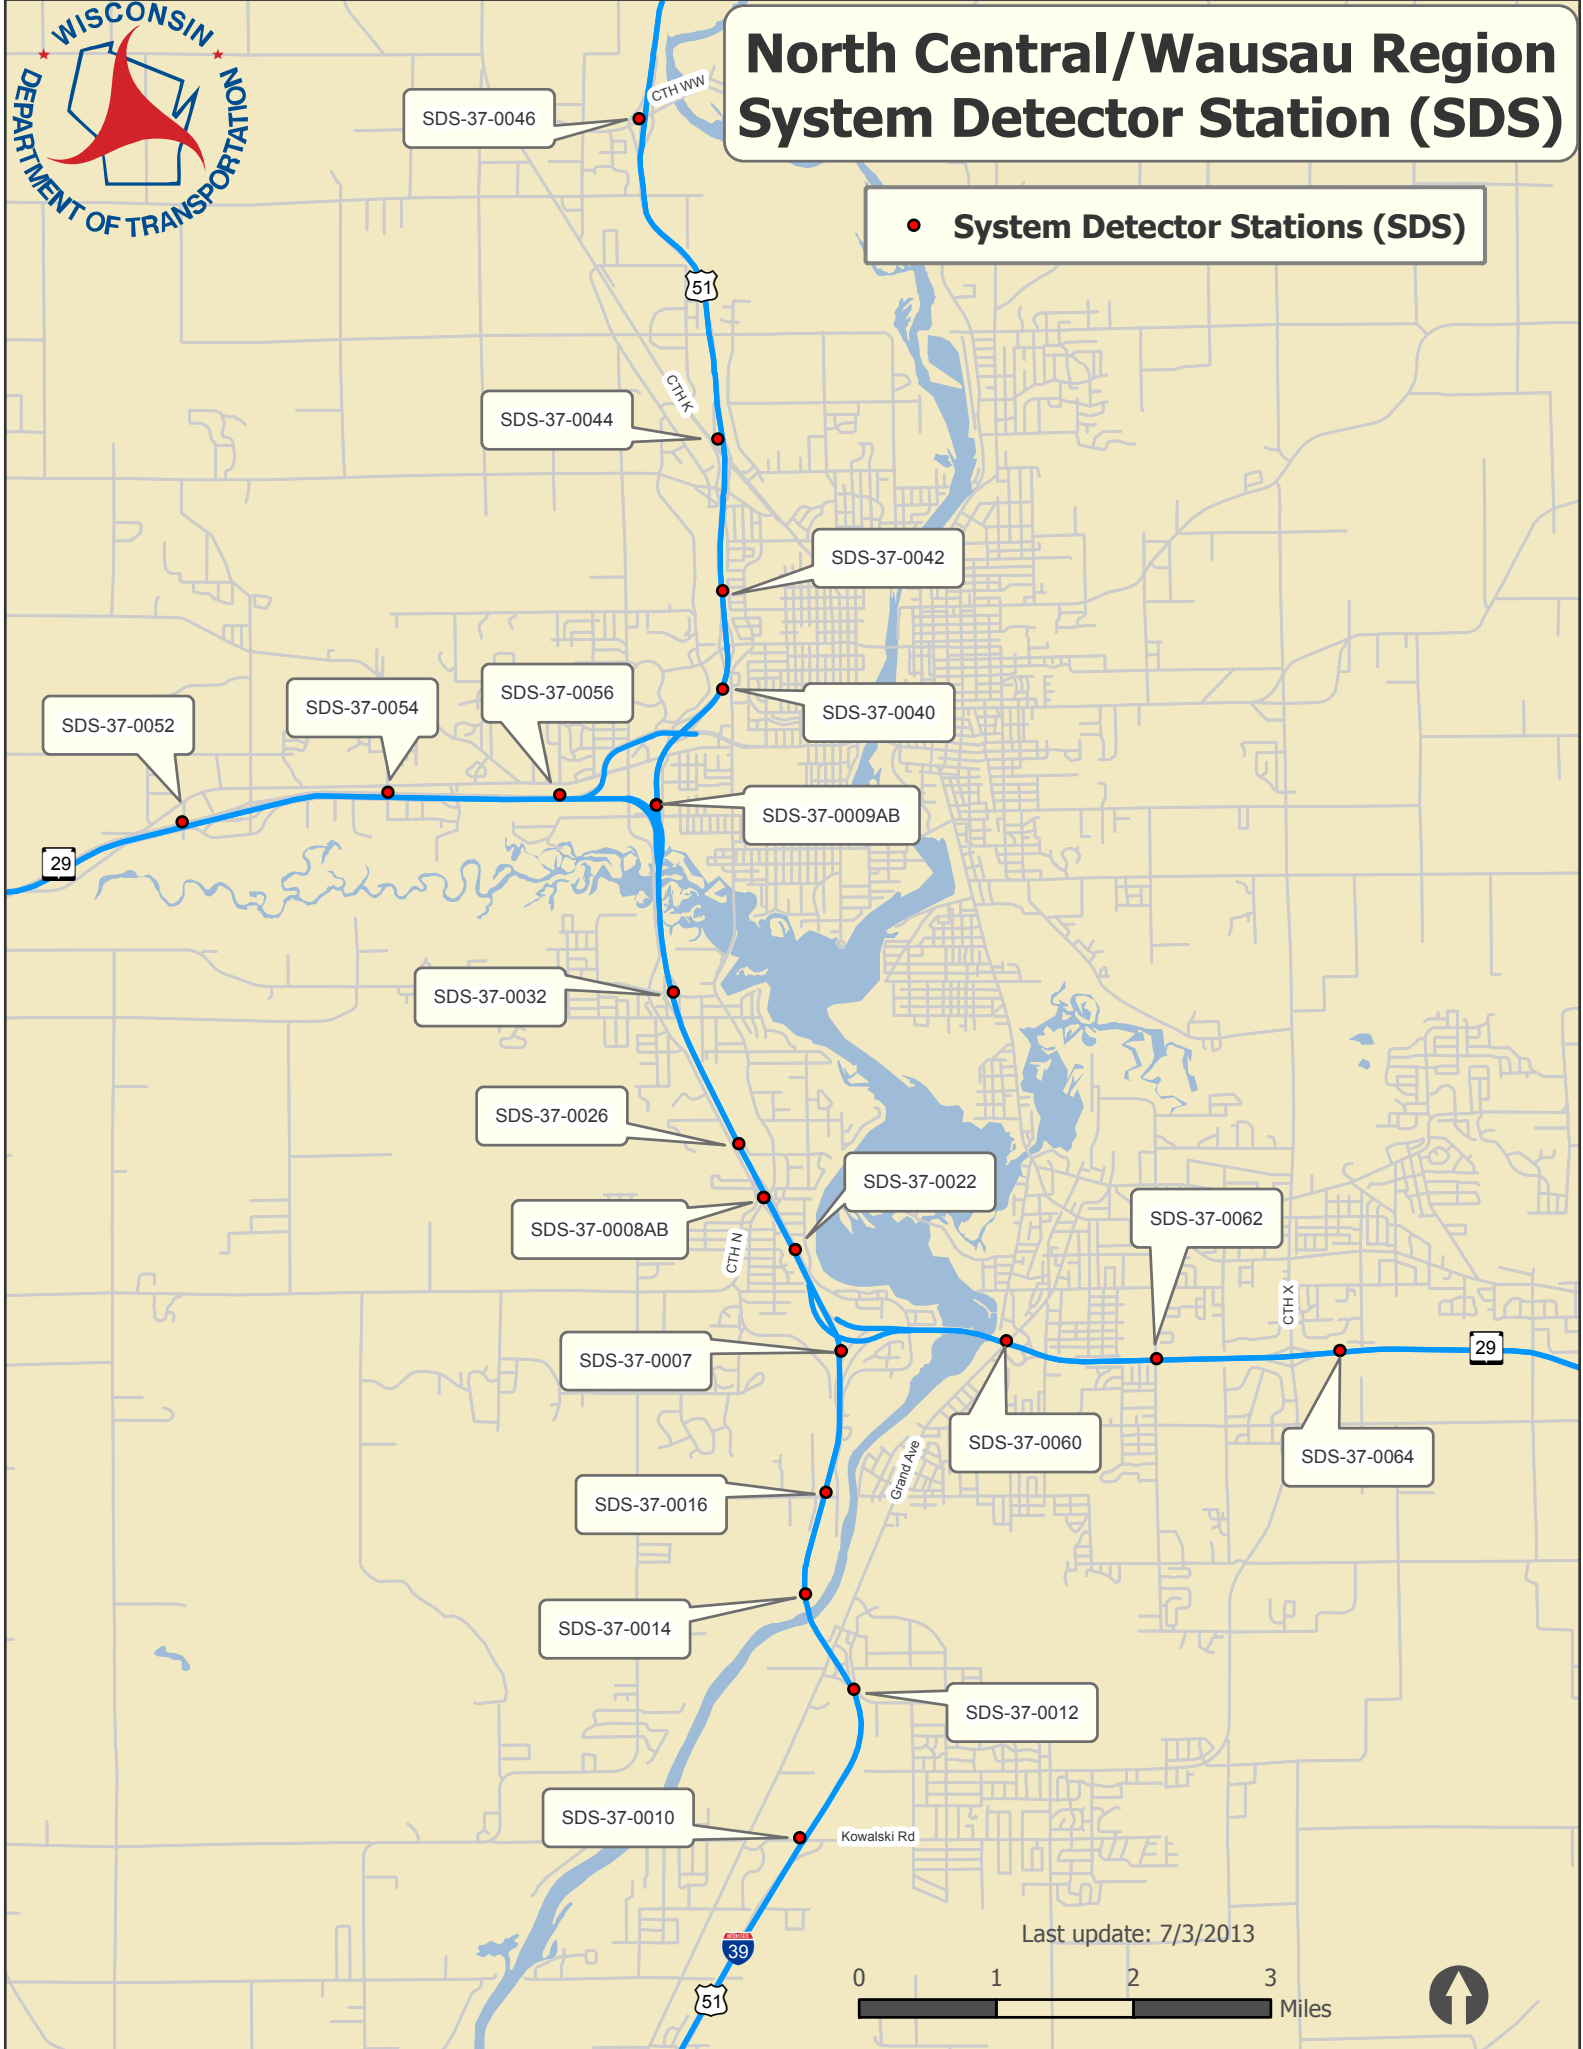 WISCONSIN
DEPARTMENT OF TRANSPORTATION
North Central/Wausau Region
System Detector Station (SDS)
System Detector Stations (SDS)
CTH WW
SDS-37-0046
51
CTH K
SDS-37-0044
SDS-37-0042
SDS-37-0056
SDS-37-0054
SDS-37-0052
SDS-37-0040
SDS-37-0009AB
29
SDS-37-0032
SDS-37-0026
SDS-37-0022
SDS-37-0008AB
SDS-37-0062
CTH N
CTH X
SDS-37-0007
29
SDS-37-0060
SDS-37-0064
Grand Ave
SDS-37-0016
SDS-37-0014
SDS-37-0012
SDS-37-0010
Kowalski Rd
Last update: 7/3/2013
INTERSTATE
39
51
0 1 2 3
Miles